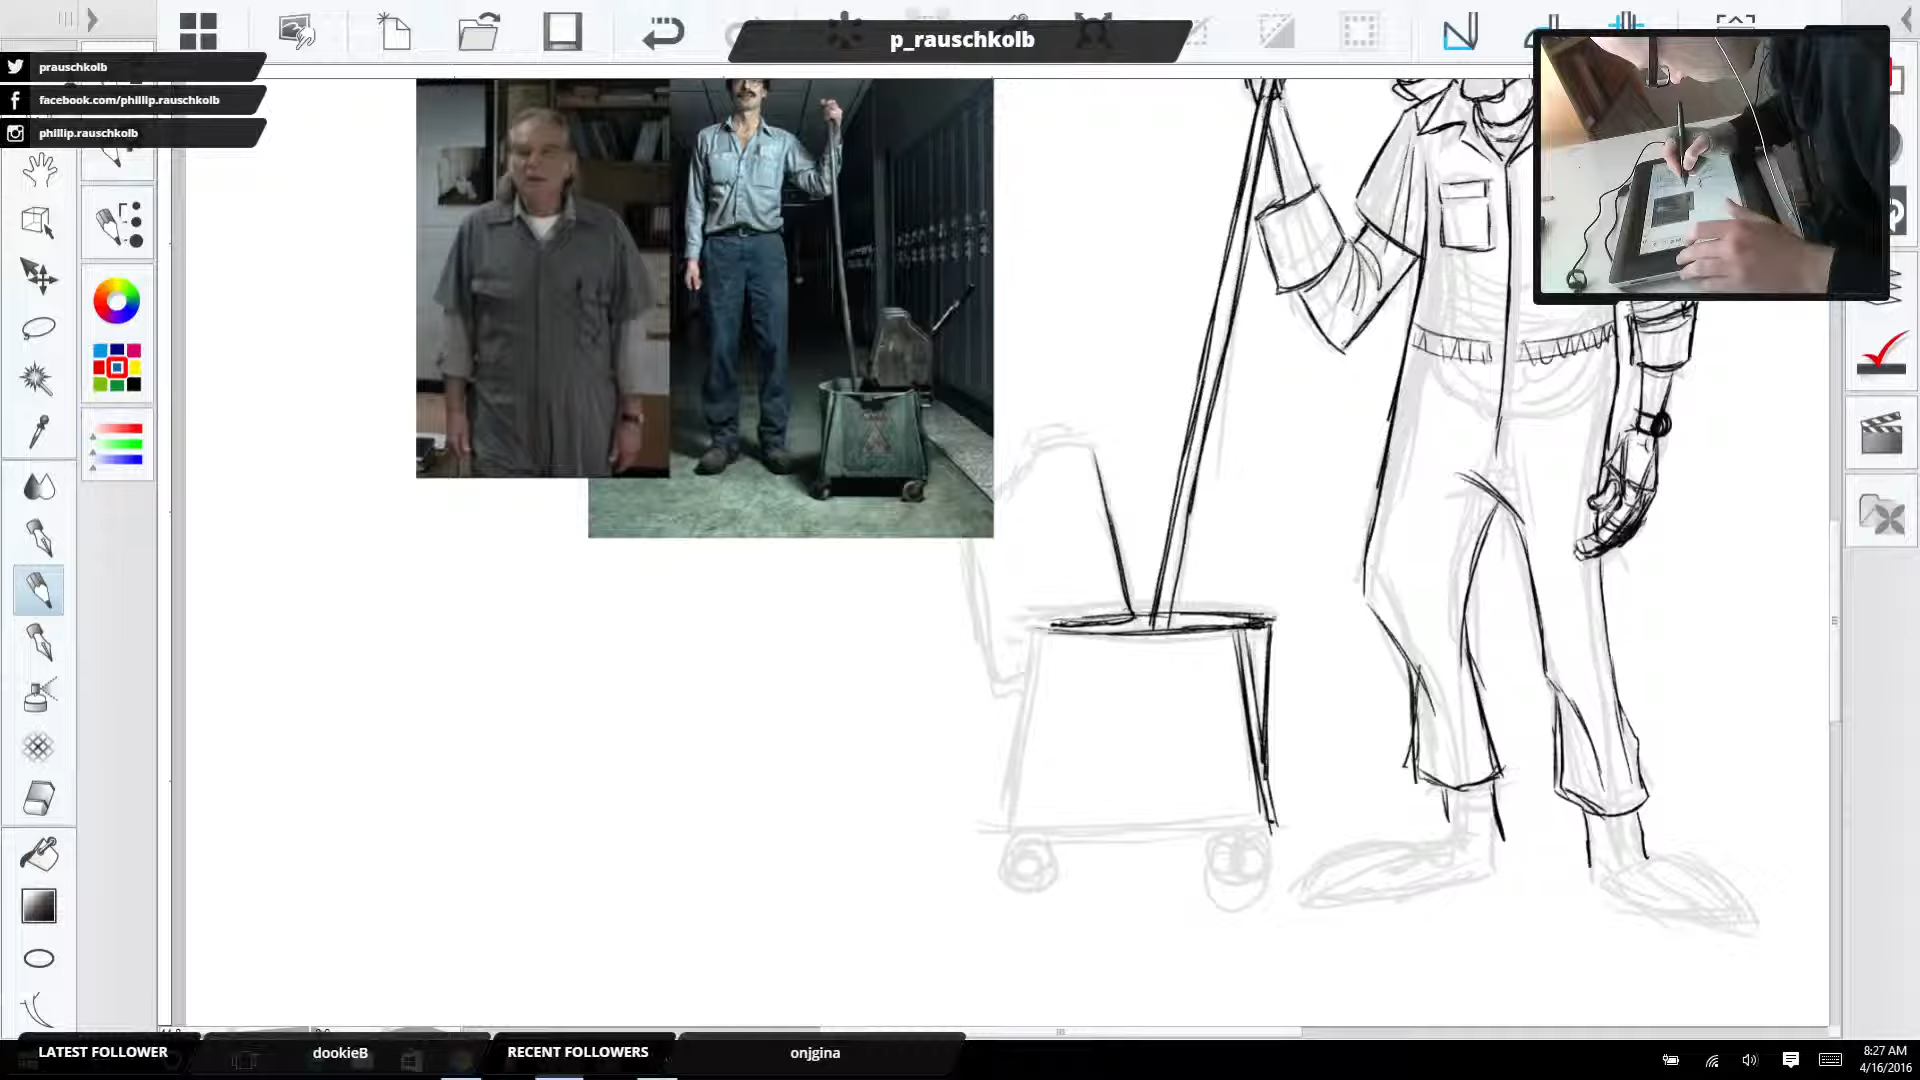 p_rauschkolb
prauschkolb
facebook.com/phillip.rauschkolb
phillip.rauschkolb
LATEST FOLLOWER
dookieB
RECENT FOLLOWERS
onjgina
8:27 AM
4/16/2016